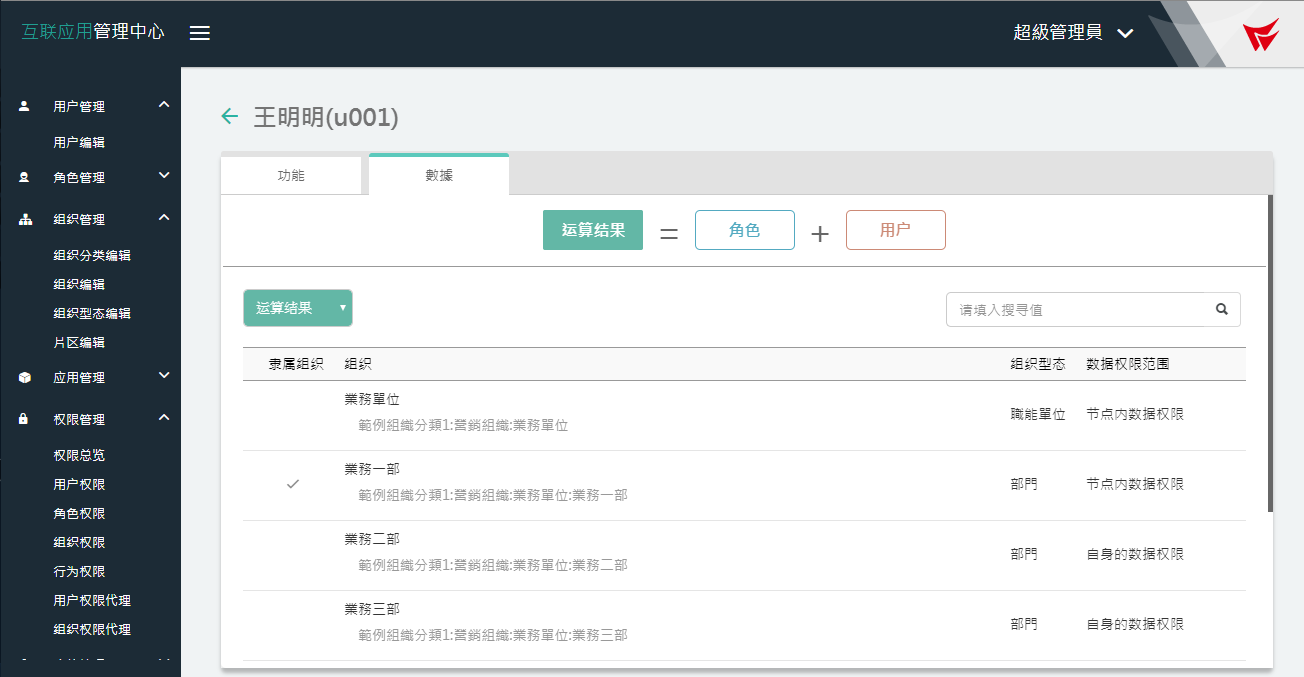 互联应用管理中心
超級管理員
用户管理
用户编辑
角色管理
组织管理
组织分类编辑
组织编辑
组织型态编辑
片区编辑
应用管理
权限管理
权限总览
用户权限
角色权限
组织权限
行为权限
用户权限代理
组织权限代理
王明明(u001)
功能 數據
运算结果 = 角色 + 用户
运算结果
请填入搜寻值
隶属组织 组织 组织型态 数据权限范围
業務單位
範例組織分類1:營銷組織:業務單位
職能單位 节点内数据权限
業務一部
範例組織分類1:營銷組織:業務單位:業務一部
部門 节点内数据权限
業務二部
範例組織分類1:營銷組織:業務單位:業務二部
部門 自身的数据权限
業務三部
範例組織分類1:營銷組織:業務單位:業務三部
部門 自身的数据权限